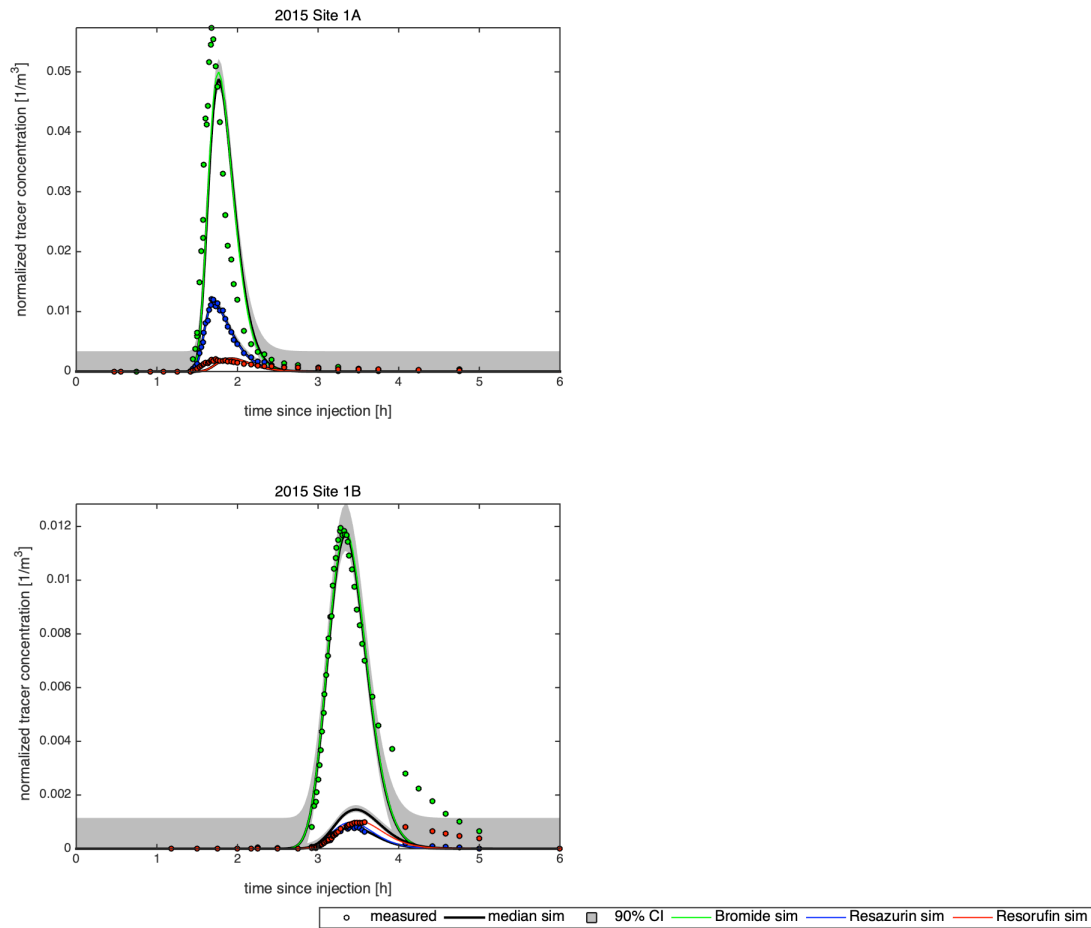 2015 Site 1A
normalized tracer concentration [1/m³]
0.05
0.04
0.03
0.02
0.01
0
0 1 2 3 4 5 6
time since injection [h]
2015 Site 1B
normalized tracer concentration [1/m³]
0.012
0.01
0.008
0.006
0.004
0.002
0
0 1 2 3 4 5 6
time since injection [h]
measured median sim 90% CI Bromide sim Resazurin sim Resorufin sim